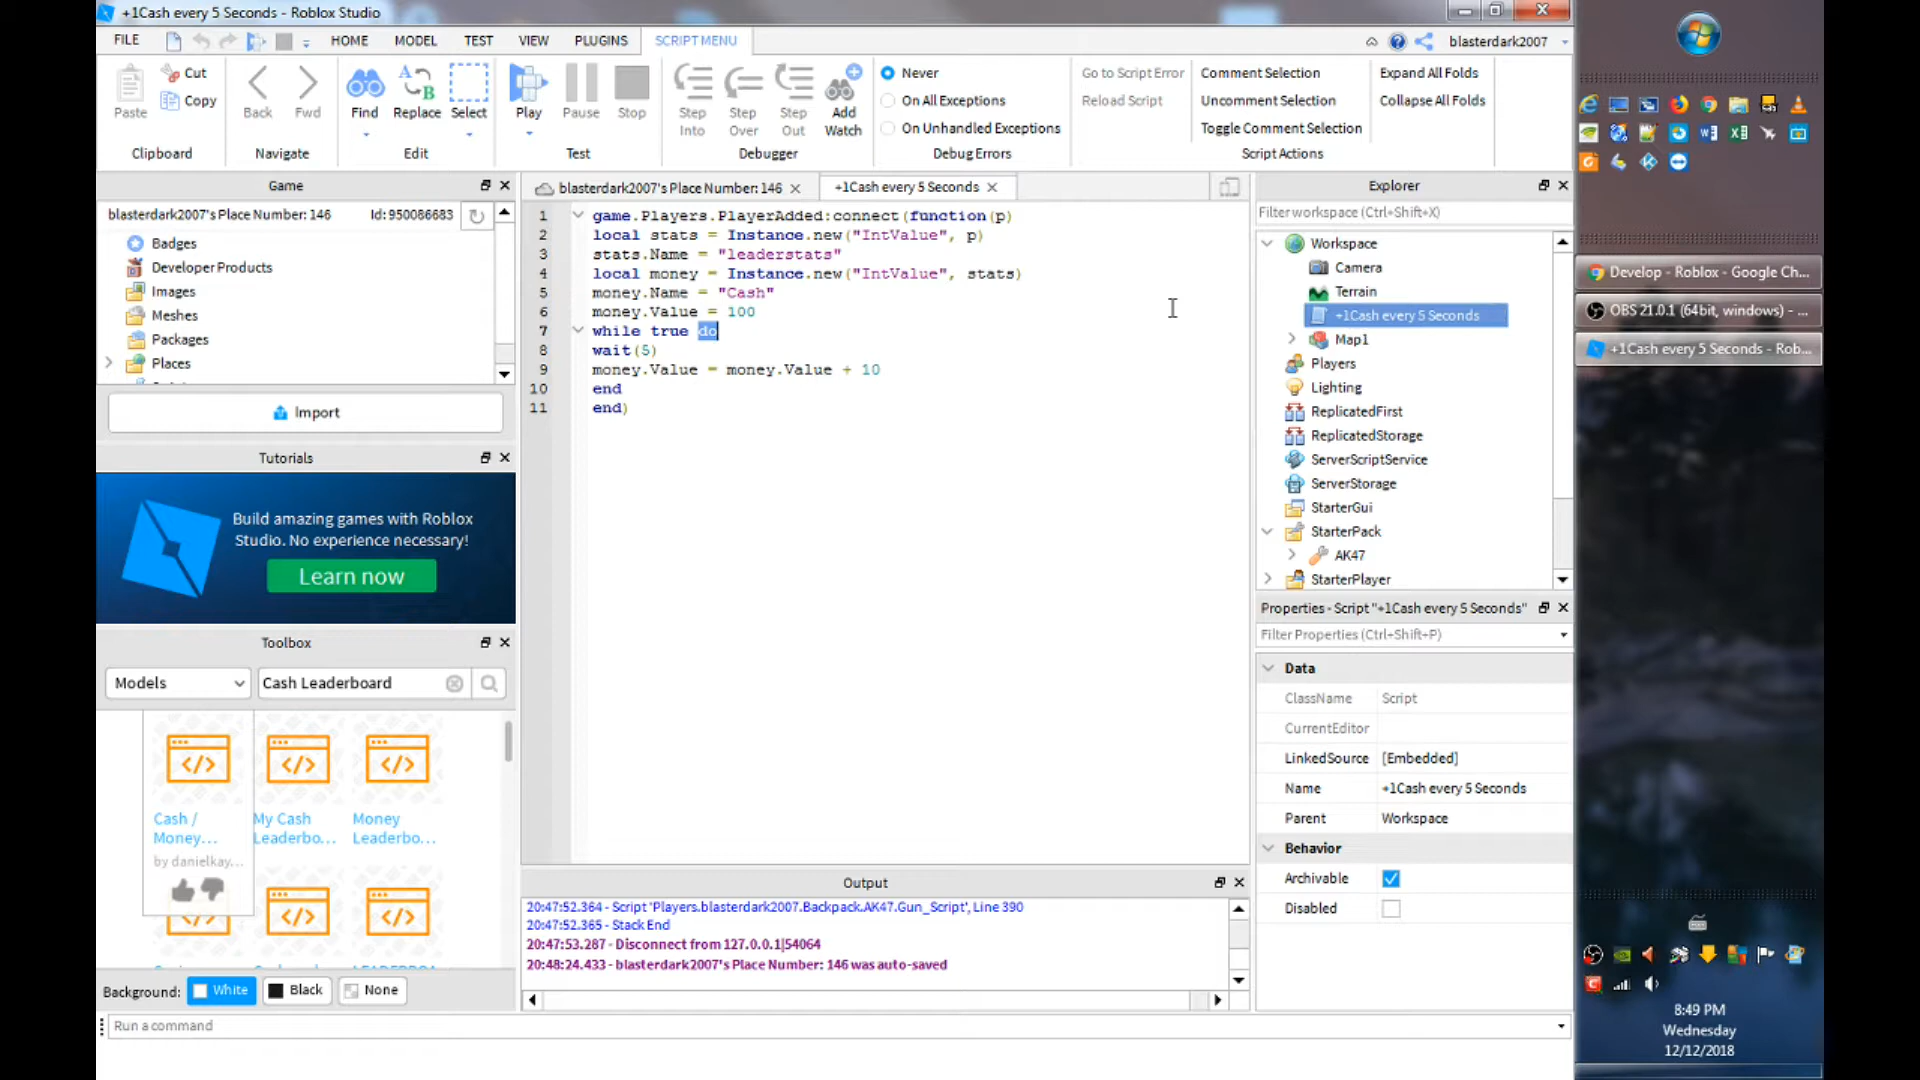 +1Cash every 5 Seconds - Roblox Studio
FILE HOME MODEL TEST VIEW PLUGINS SCRIPT MENU blasterdark2007
Paste Cut Copy
Clipboard
Back Fwd
Navigate
Find Replace Select
Edit
Play Pause Stop
Test
Step Into Step Over Step Out Add Watch
Debugger
Never
On All Exceptions
On Unhandled Exceptions
Debug Errors
Go to Script Error
Reload Script
Comment Selection
Uncomment Selection
Toggle Comment Selection
Script Actions
Expand All Folds
Collapse All Folds
Game
blasterdark2007's Place Number: 146 Id:950086683
Badges
Developer Products
Images
Meshes
Packages
Places
Import
Tutorials
Build amazing games with Roblox
Studio. No experience necessary!
Learn now
Toolbox
Models Cash Leaderboard
Cash / Money...
by danielkay...
My Cash Leaderbo...
Money Leaderbo...
Background: White Black None
Run a command
blasterdark2007's Place Number: 146 +1Cash every 5 Seconds
1 game.Players.PlayerAdded:connect(function(p)
2 local stats = Instance.new("IntValue", p)
3 stats.Name = "leaderstats"
4 local money = Instance.new("IntValue", stats)
5 money.Name = "Cash"
6 money.Value = 100
7 while true do
8 wait(5)
9 money.Value = money.Value + 10
10 end
11 end)
Output
20:47:52.364 - Script 'Players.blasterdark2007.Backpack.AK47.Gun_Script', Line 390
20:47:52.365 - Stack End
20:47:53.287 - Disconnect from 127.0.0.1|54064
20:48:24.433 - blasterdark2007's Place Number: 146 was auto-saved
Explorer
Filter workspace (Ctrl+Shift+X)
Workspace
Camera
Terrain
+1Cash every 5 Seconds
Map1
Players
Lighting
ReplicatedFirst
ReplicatedStorage
ServerScriptService
ServerStorage
StarterGui
StarterPack
AK47
StarterPlayer
Properties - Script "+1Cash every 5 Seconds"
Filter Properties (Ctrl+Shift+P)
Data
ClassName Script
CurrentEditor
LinkedSource [Embedded]
Name +1Cash every 5 Seconds
Parent Workspace
Behavior
Archivable
Disabled
Develop - Roblox - Google Ch...
OBS 21.0.1 (64bit, windows) - ...
+1Cash every 5 Seconds - Rob...
8:49 PM
Wednesday
12/12/2018